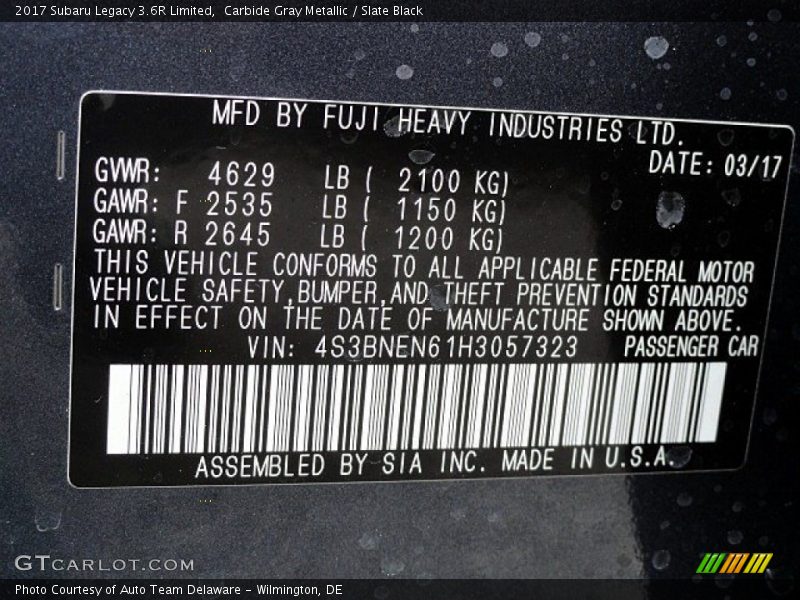 2017 Subaru Legacy 3.6R Limited,  Carbide Gray Metallic / Slate Black
MFD BY FUJI HEAVY INDUSTRIES LTD.
DATE: 03/17
GVWR: 4629 LB ( 2100 KG)
GAWR: F 2535 LB ( 1150 KG)
GAWR: R 2645 LB ( 1200 KG)
THIS VEHICLE CONFORMS TO ALL APPLICABLE FEDERAL MOTOR
VEHICLE SAFETY,BUMPER,AND THEFT PREVENTION STANDARDS
IN EFFECT ON THE DATE OF MANUFACTURE SHOWN ABOVE.
VIN: 4S3BNEN61H3057323 PASSENGER CAR
ASSEMBLED BY SIA INC. MADE IN U.S.A.
GTCARLOT.COM
Photo Courtesy of Auto Team Delaware – Wilmington, DE